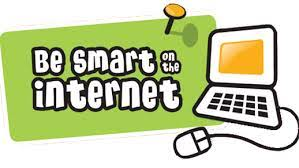 Be smart on the
internet